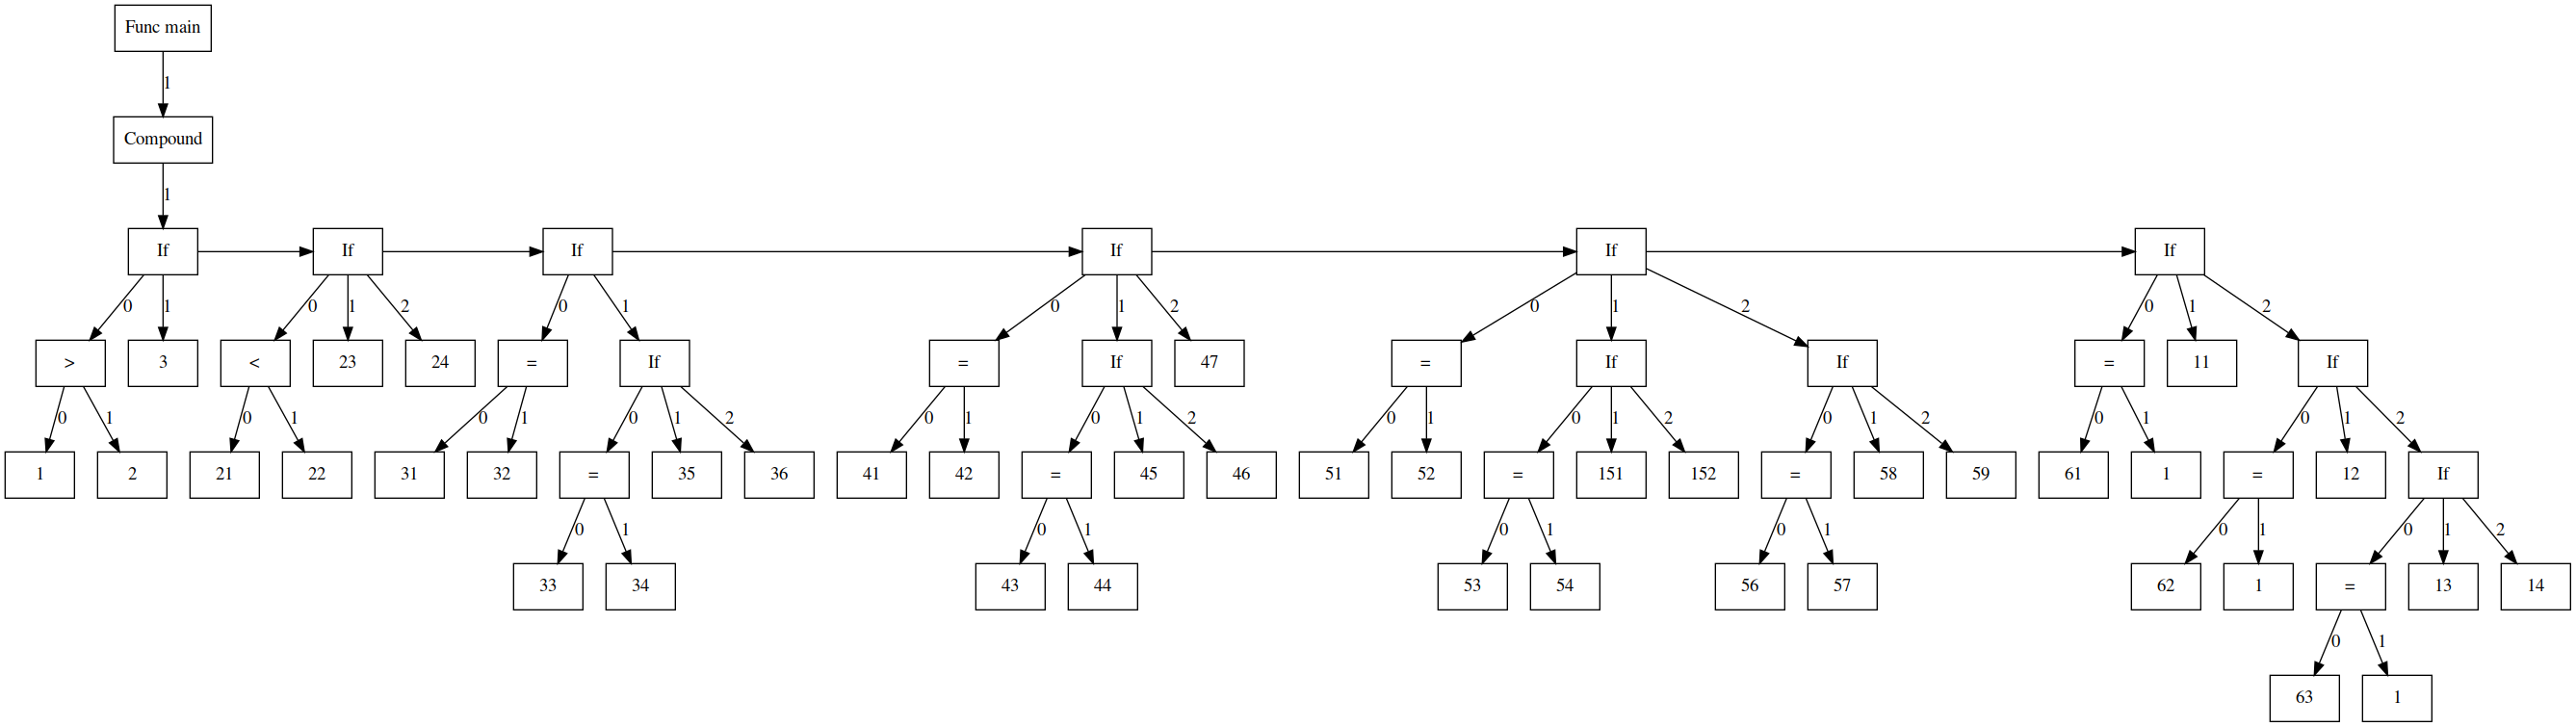 Func main
1
Compound
1
If If If If If If
0 1 0 1 2 0 1 0 1 2 0 1 2 0 1 2
> 3 < 23 24 = If = If 47 = If If = 11 If
0 1 0 1 0 1 0 1 2 0 1 0 1 2 0 1 0 1 2 0 1 2 0 1 0 1 2
1 2 21 22 31 32 = 35 36 41 42 = 45 46 51 52 = 151 152 = 58 59 61 1 = 12 If
0 1 0 1 0 1 0 1 0 1 0 1 2
33 34 43 44 53 54 56 57 62 1 = 13 14
0 1
63 1